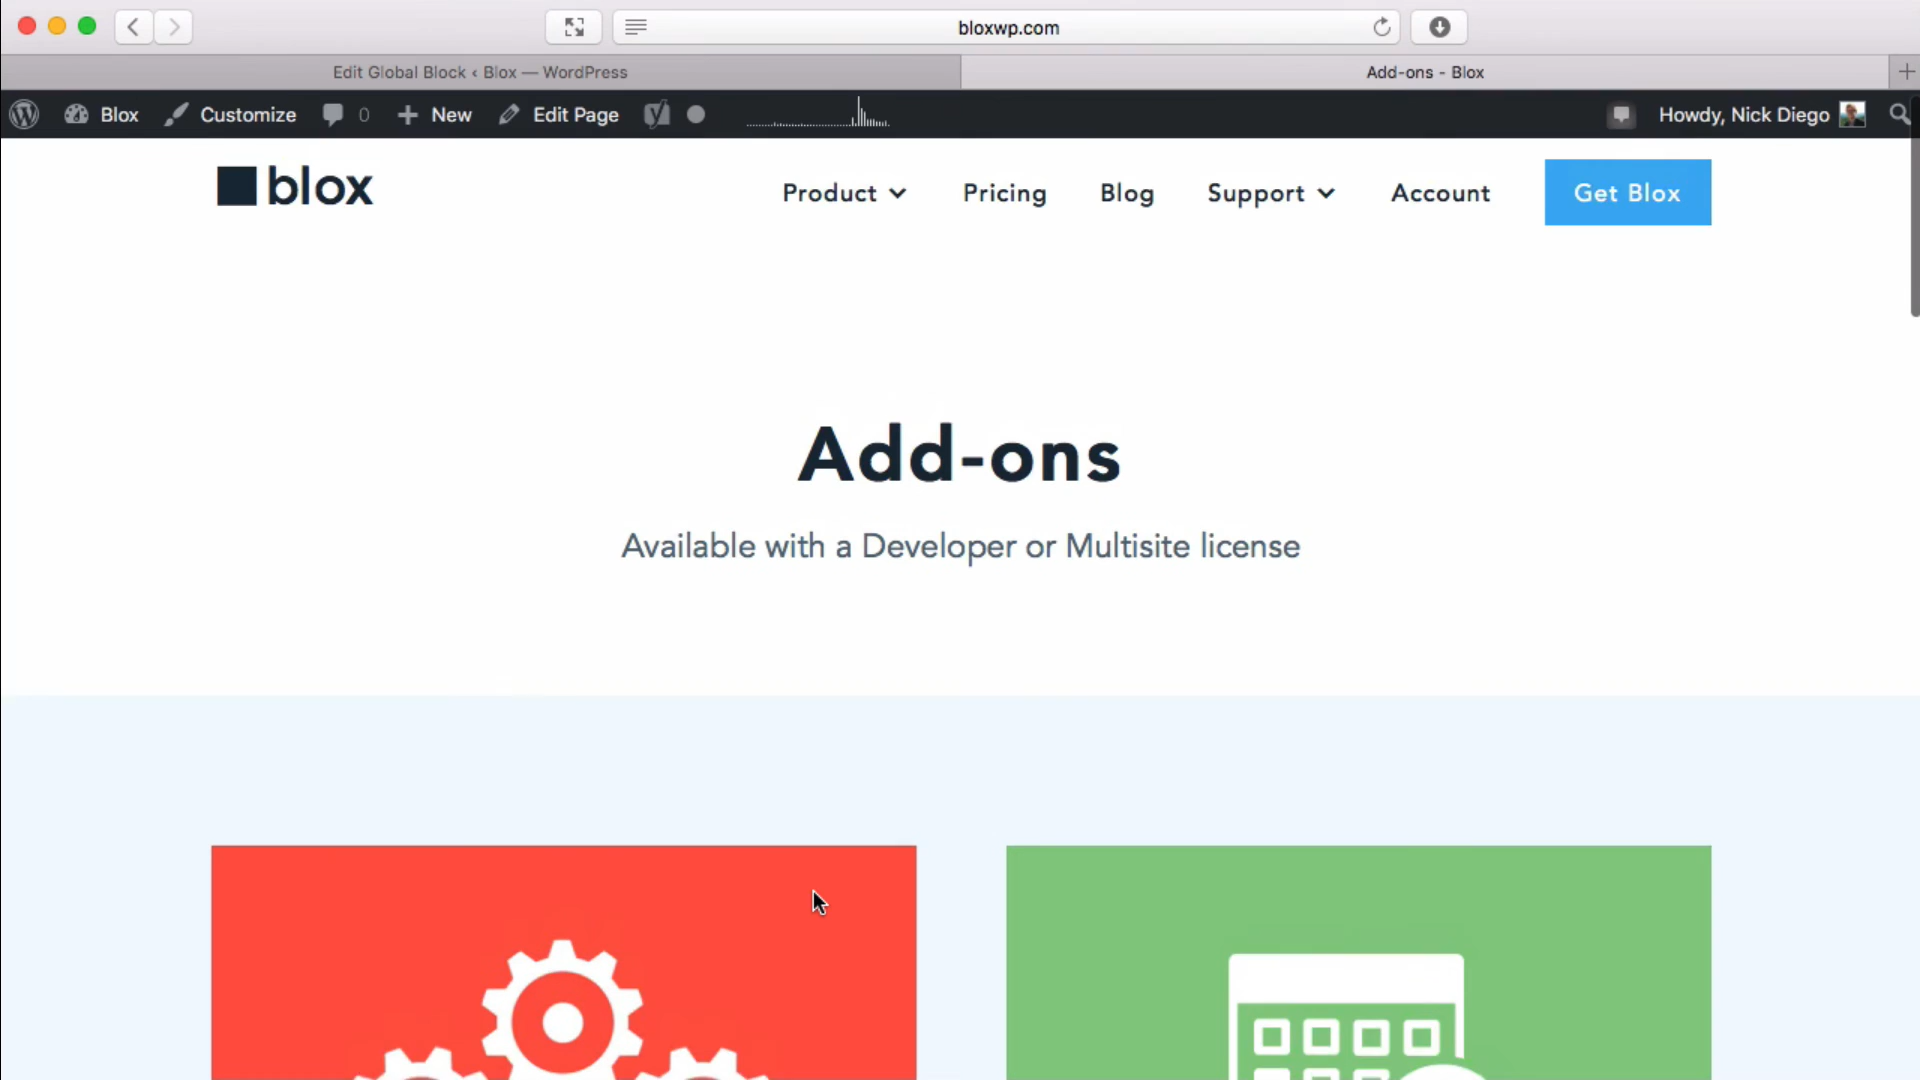 bloxwp.com
Edit Global Block ‹ Blox — WordPress
Add-ons - Blox
Blox
Customize
0
New
Edit Page
Howdy, Nick Diego
blox
Product
Pricing
Blog
Support
Account
Get Blox
Add-ons
Available with a Developer or Multisite license